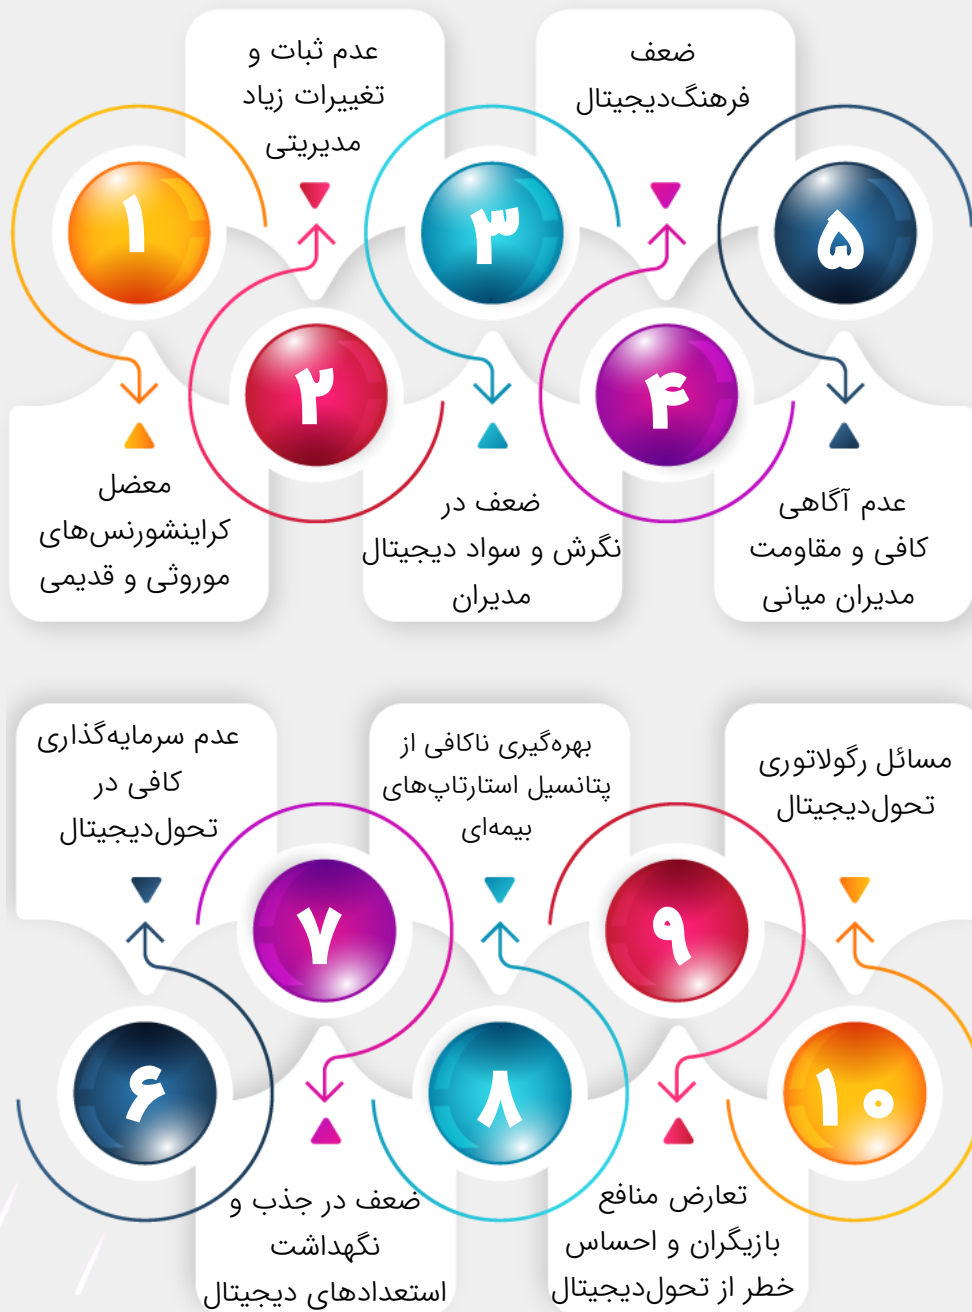 ۱
معضل
کراینشورنس‌های
موروثی و قدیمی
۲
عدم ثبات و
تغییرات زیاد
مدیریتی
۳
ضعف در
نگرش و سواد دیجیتال
مدیران
۴
ضعف
فرهنگ‌دیجیتال
۵
عدم آگاهی
کافی و مقاومت
مدیران میانی
۶
عدم سرمایه‌گذاری
کافی در
تحول‌دیجیتال
۷
ضعف در جذب و
نگهداشت
استعدادهای دیجیتال
۸
بهره‌گیری ناکافی از
پتانسیل استارتاپ‌های
بیمه‌ای
۹
تعارض منافع
بازیگران و احساس
خطر از تحول‌دیجیتال
۱۰
مسائل رگولاتوری
تحول‌دیجیتال